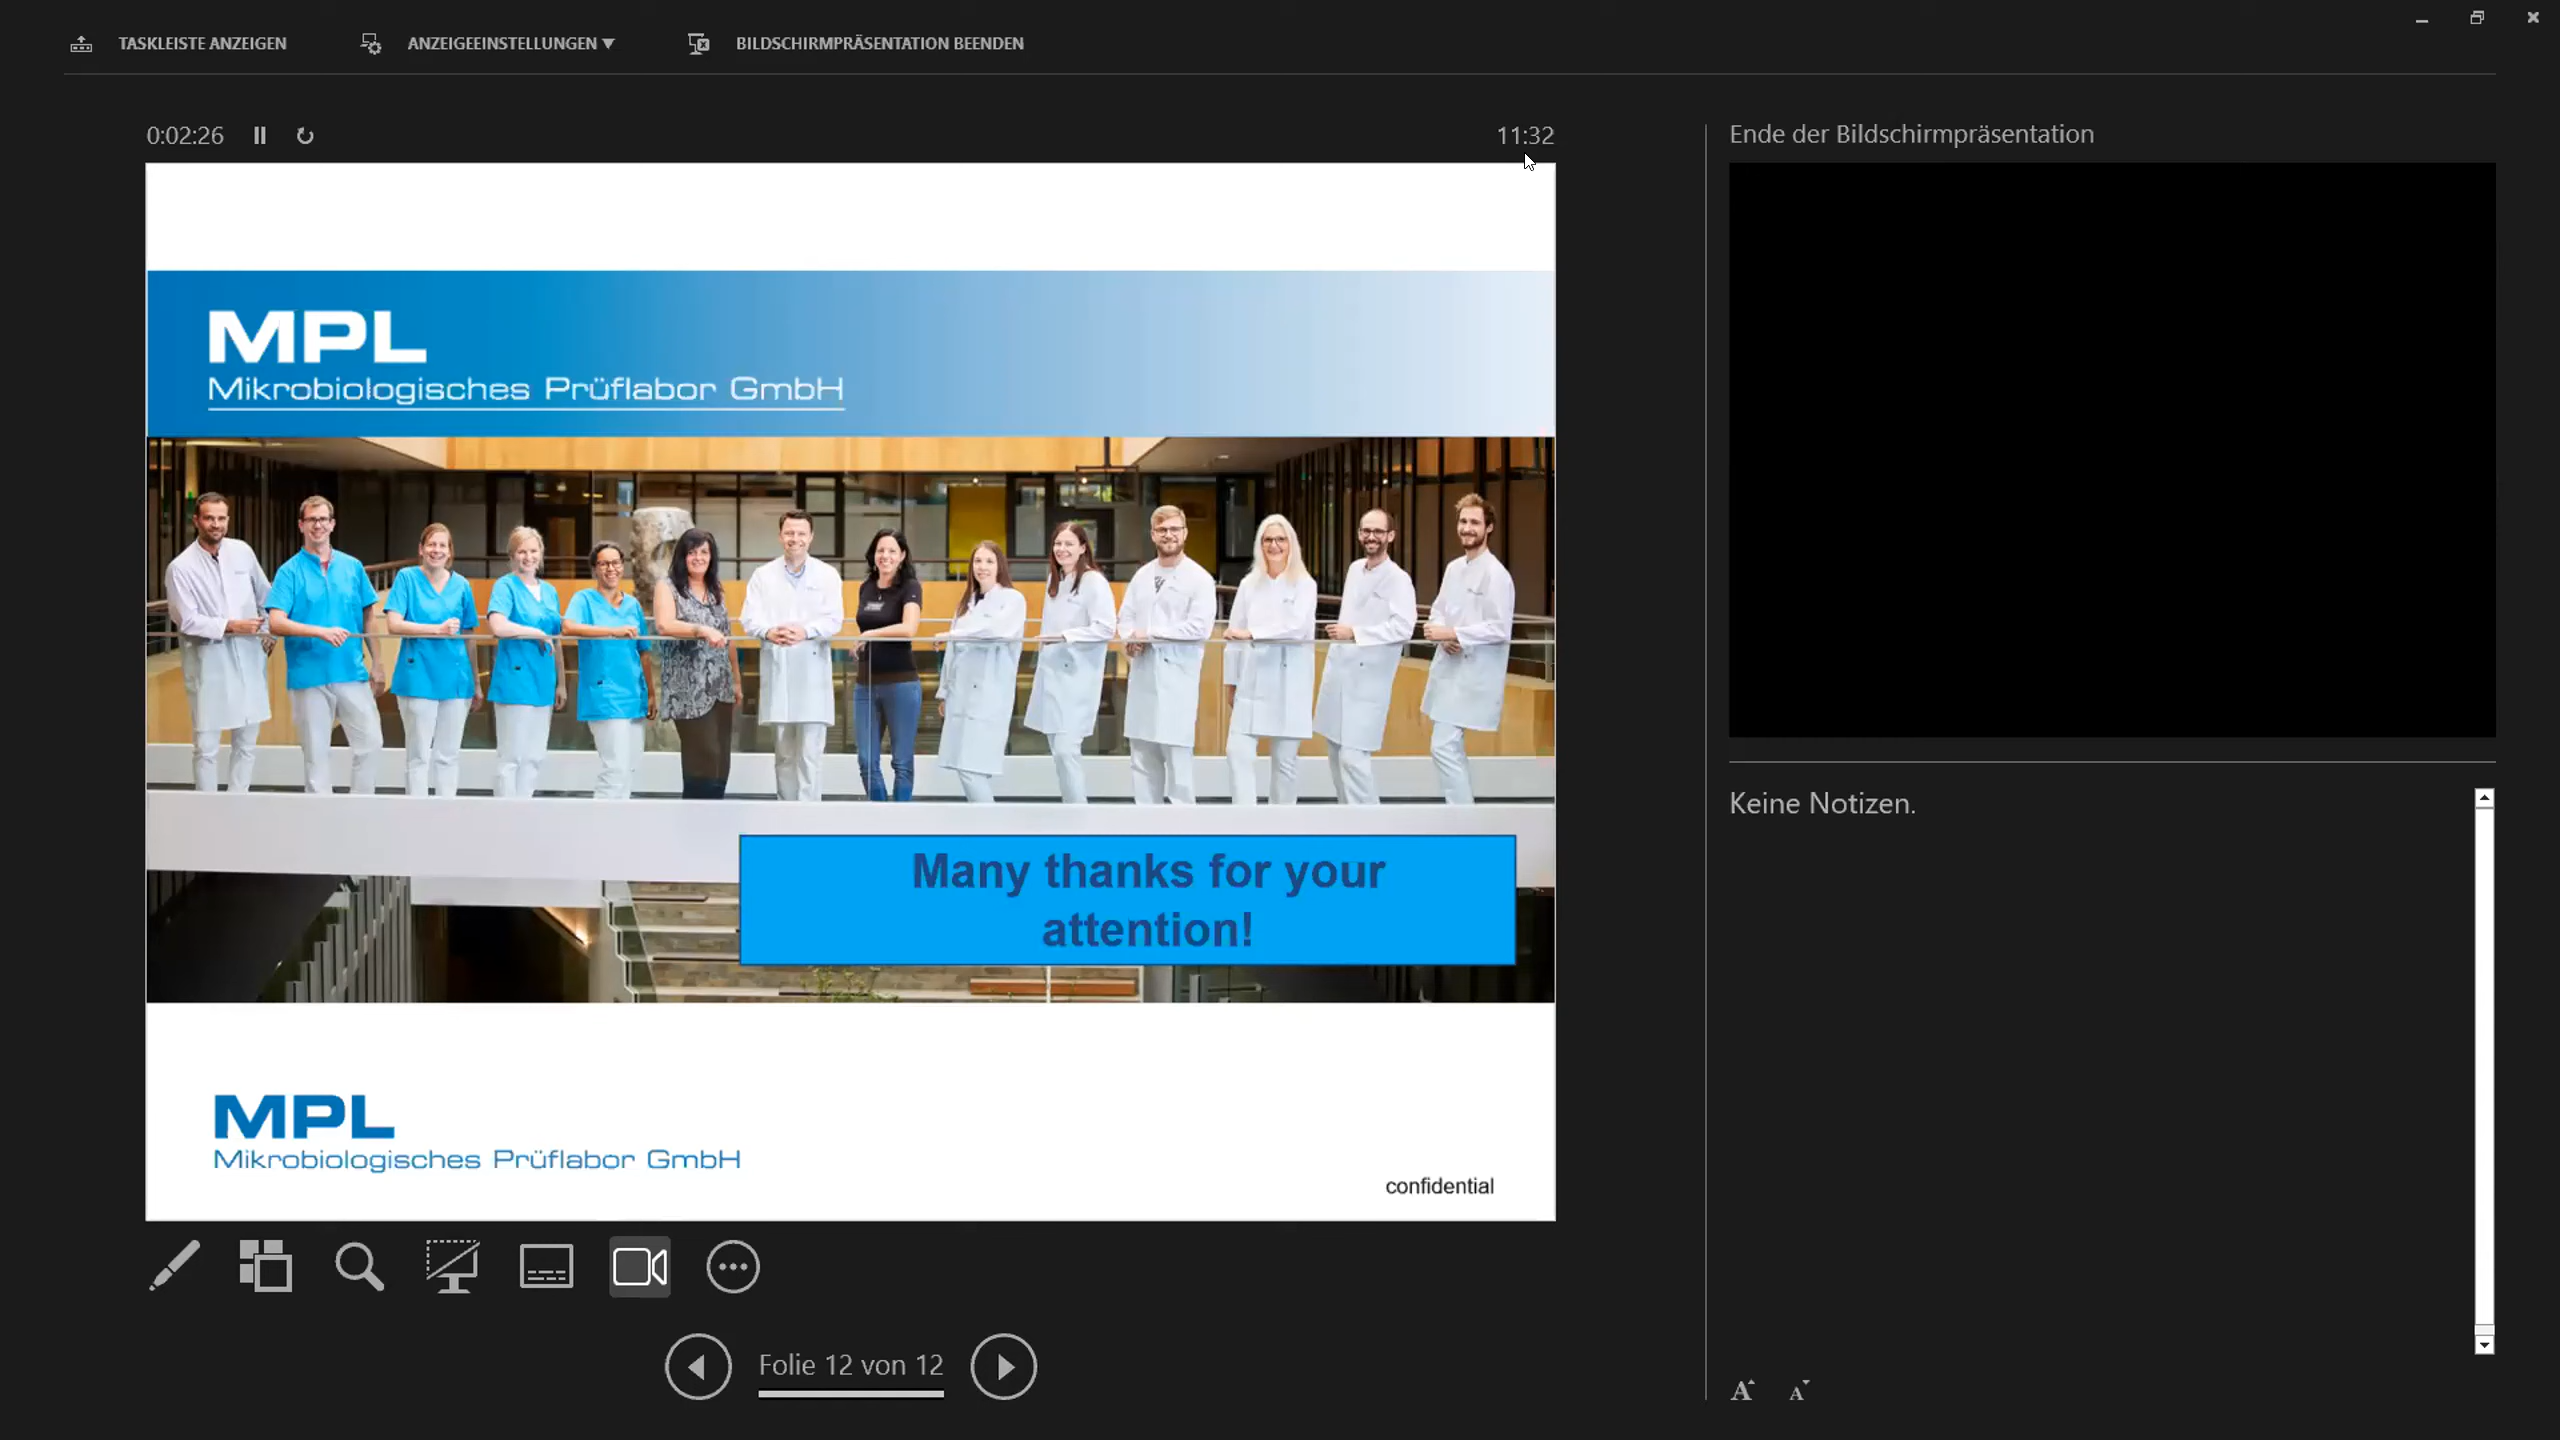 TASKLEISTE ANZEIGEN
ANZEIGEEINSTELLUNGEN
BILDSCHIRMPRÄSENTATION BEENDEN
0:02:26
11:32
MPL
Mikrobiologisches Prüflabor GmbH
Many thanks for your
attention!
MPL
Mikrobiologisches Prüflabor GmbH
confidential
Folie 12 von 12
Ende der Bildschirmpräsentation
Keine Notizen.
A A